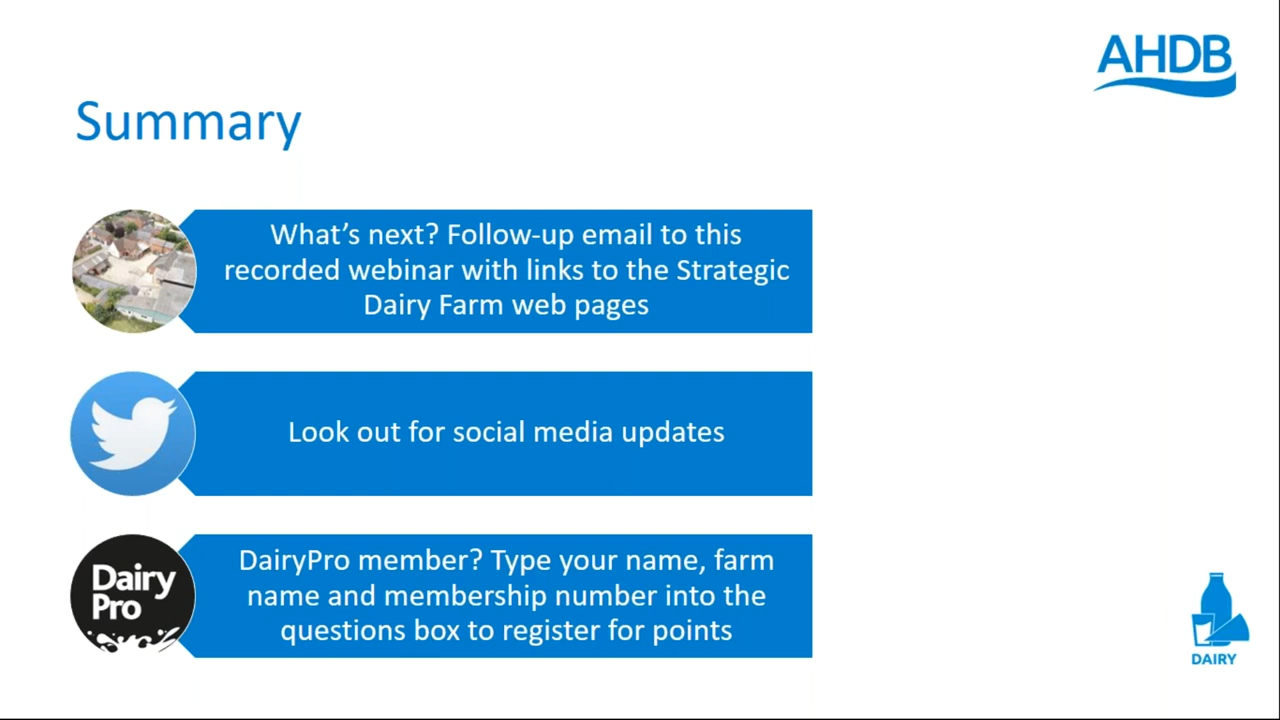 AHDB
Summary
What’s next? Follow-up email to this
recorded webinar with links to the Strategic
Dairy Farm web pages
Look out for social media updates
Dairy
Pro
DairyPro member? Type your name, farm
name and membership number into the
questions box to register for points
DAIRY